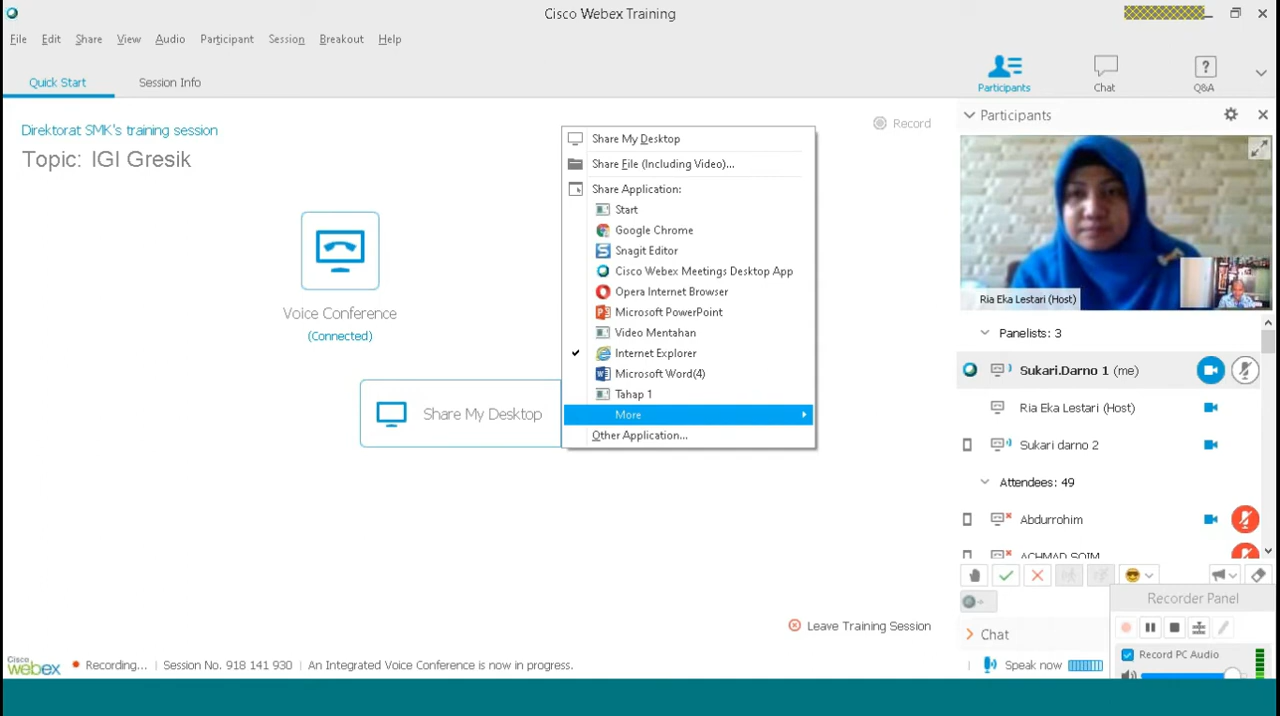 Cisco Webex Training
File Edit Share View Audio Participant Session Breakout Help
Quick Start Session Info
Participants Chat Q&A
Direktorat SMK's training session
Topic: IGI Gresik
Record
Voice Conference
(Connected)
Share My Desktop
Share My Desktop
Share File (Including Video)...
Share Application:
Start
Google Chrome
Snagit Editor
Cisco Webex Meetings Desktop App
Opera Internet Browser
Microsoft PowerPoint
Video Mentahan
Internet Explorer
Microsoft Word(4)
Tahap 1
More
Other Application...
Participants
Ria Eka Lestari (Host)
Panelists: 3
Sukari.Darno 1 (me)
Ria Eka Lestari (Host)
Sukari darno 2
Attendees: 49
Abdurrohim
ACHMAD SOIM
Recorder Panel
Record PC Audio
Chat
Speak now
Leave Training Session
Cisco webex
Recording... Session No. 918 141 930 An Integrated Voice Conference is now in progress.